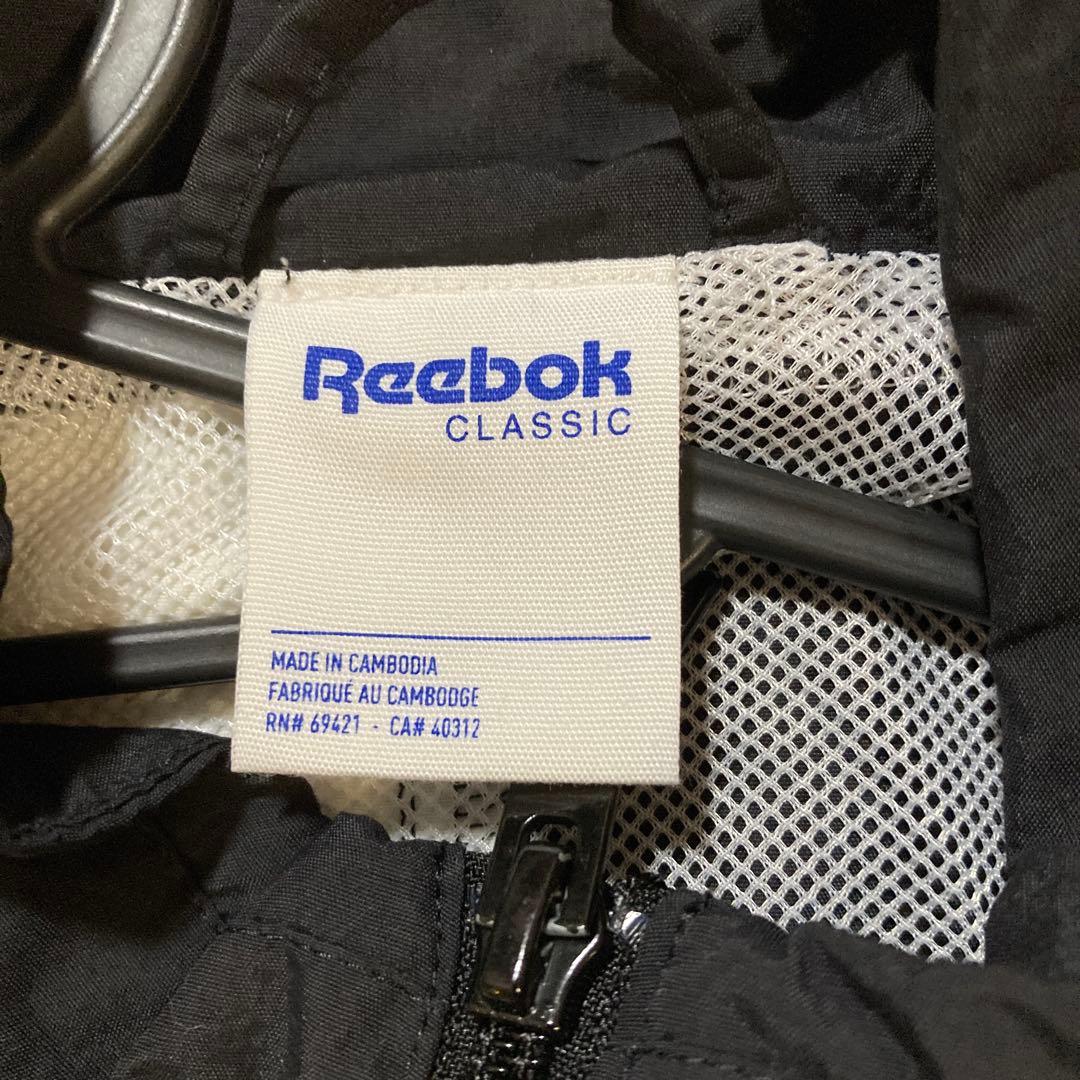 Reebok
CLASSIC
MADE IN CAMBODIA
FABRIQUÉ AU CAMBODGE
RN# 69421 - CA# 40312